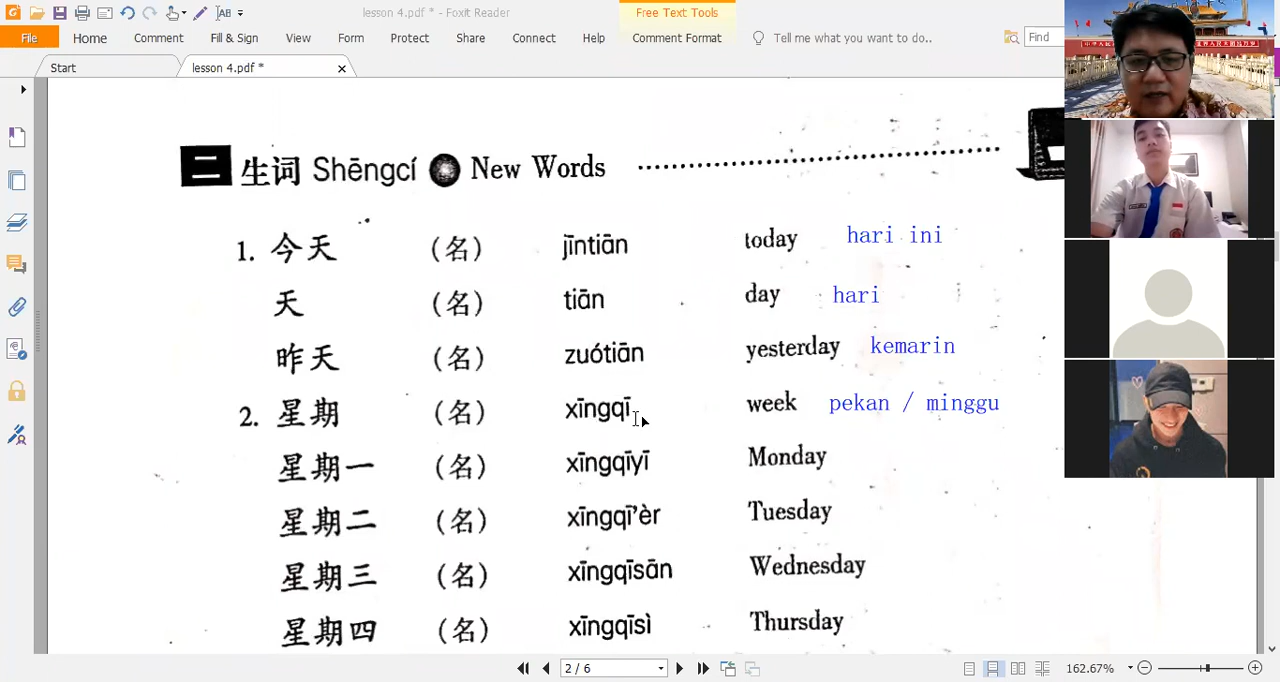 lesson 4.pdf * - Foxit Reader
Free Text Tools
File Home Comment Fill & Sign View Form Protect Share Connect Help Comment Format Tell me what you want to do.. Find
Start lesson 4.pdf *
二 生词 Shēngcí New Words
1. 今天 (名) jīntiān today hari ini
天 (名) tiān day hari
昨天 (名) zuótiān yesterday kemarin
2. 星期 (名) xīngqī week pekan / minggu
星期一 (名) xīngqīyī Monday
星期二 (名) xīngqī'èr Tuesday
星期三 (名) xīngqīsān Wednesday
星期四 (名) xīngqīsì Thursday
2 / 6 162.67%